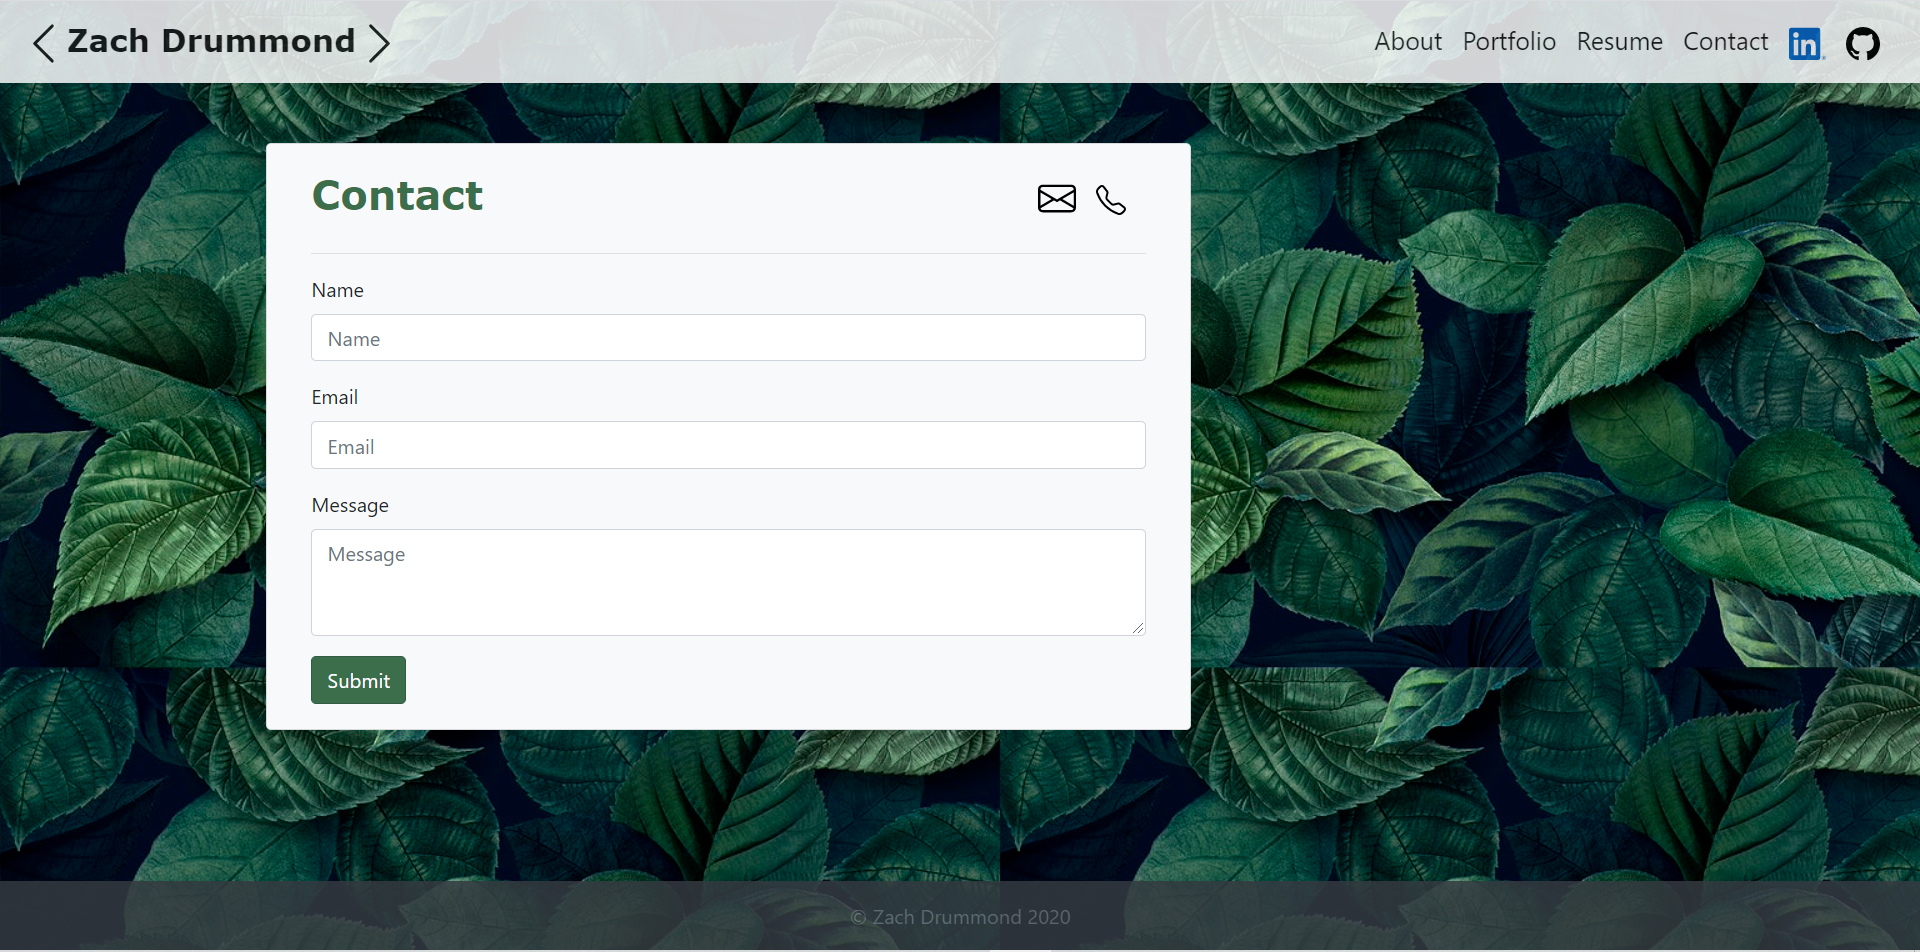 Zach Drummond
About Portfolio Resume Contact in
Contact
Name
Name
Email
Email
Message
Message
Submit
© Zach Drummond 2020